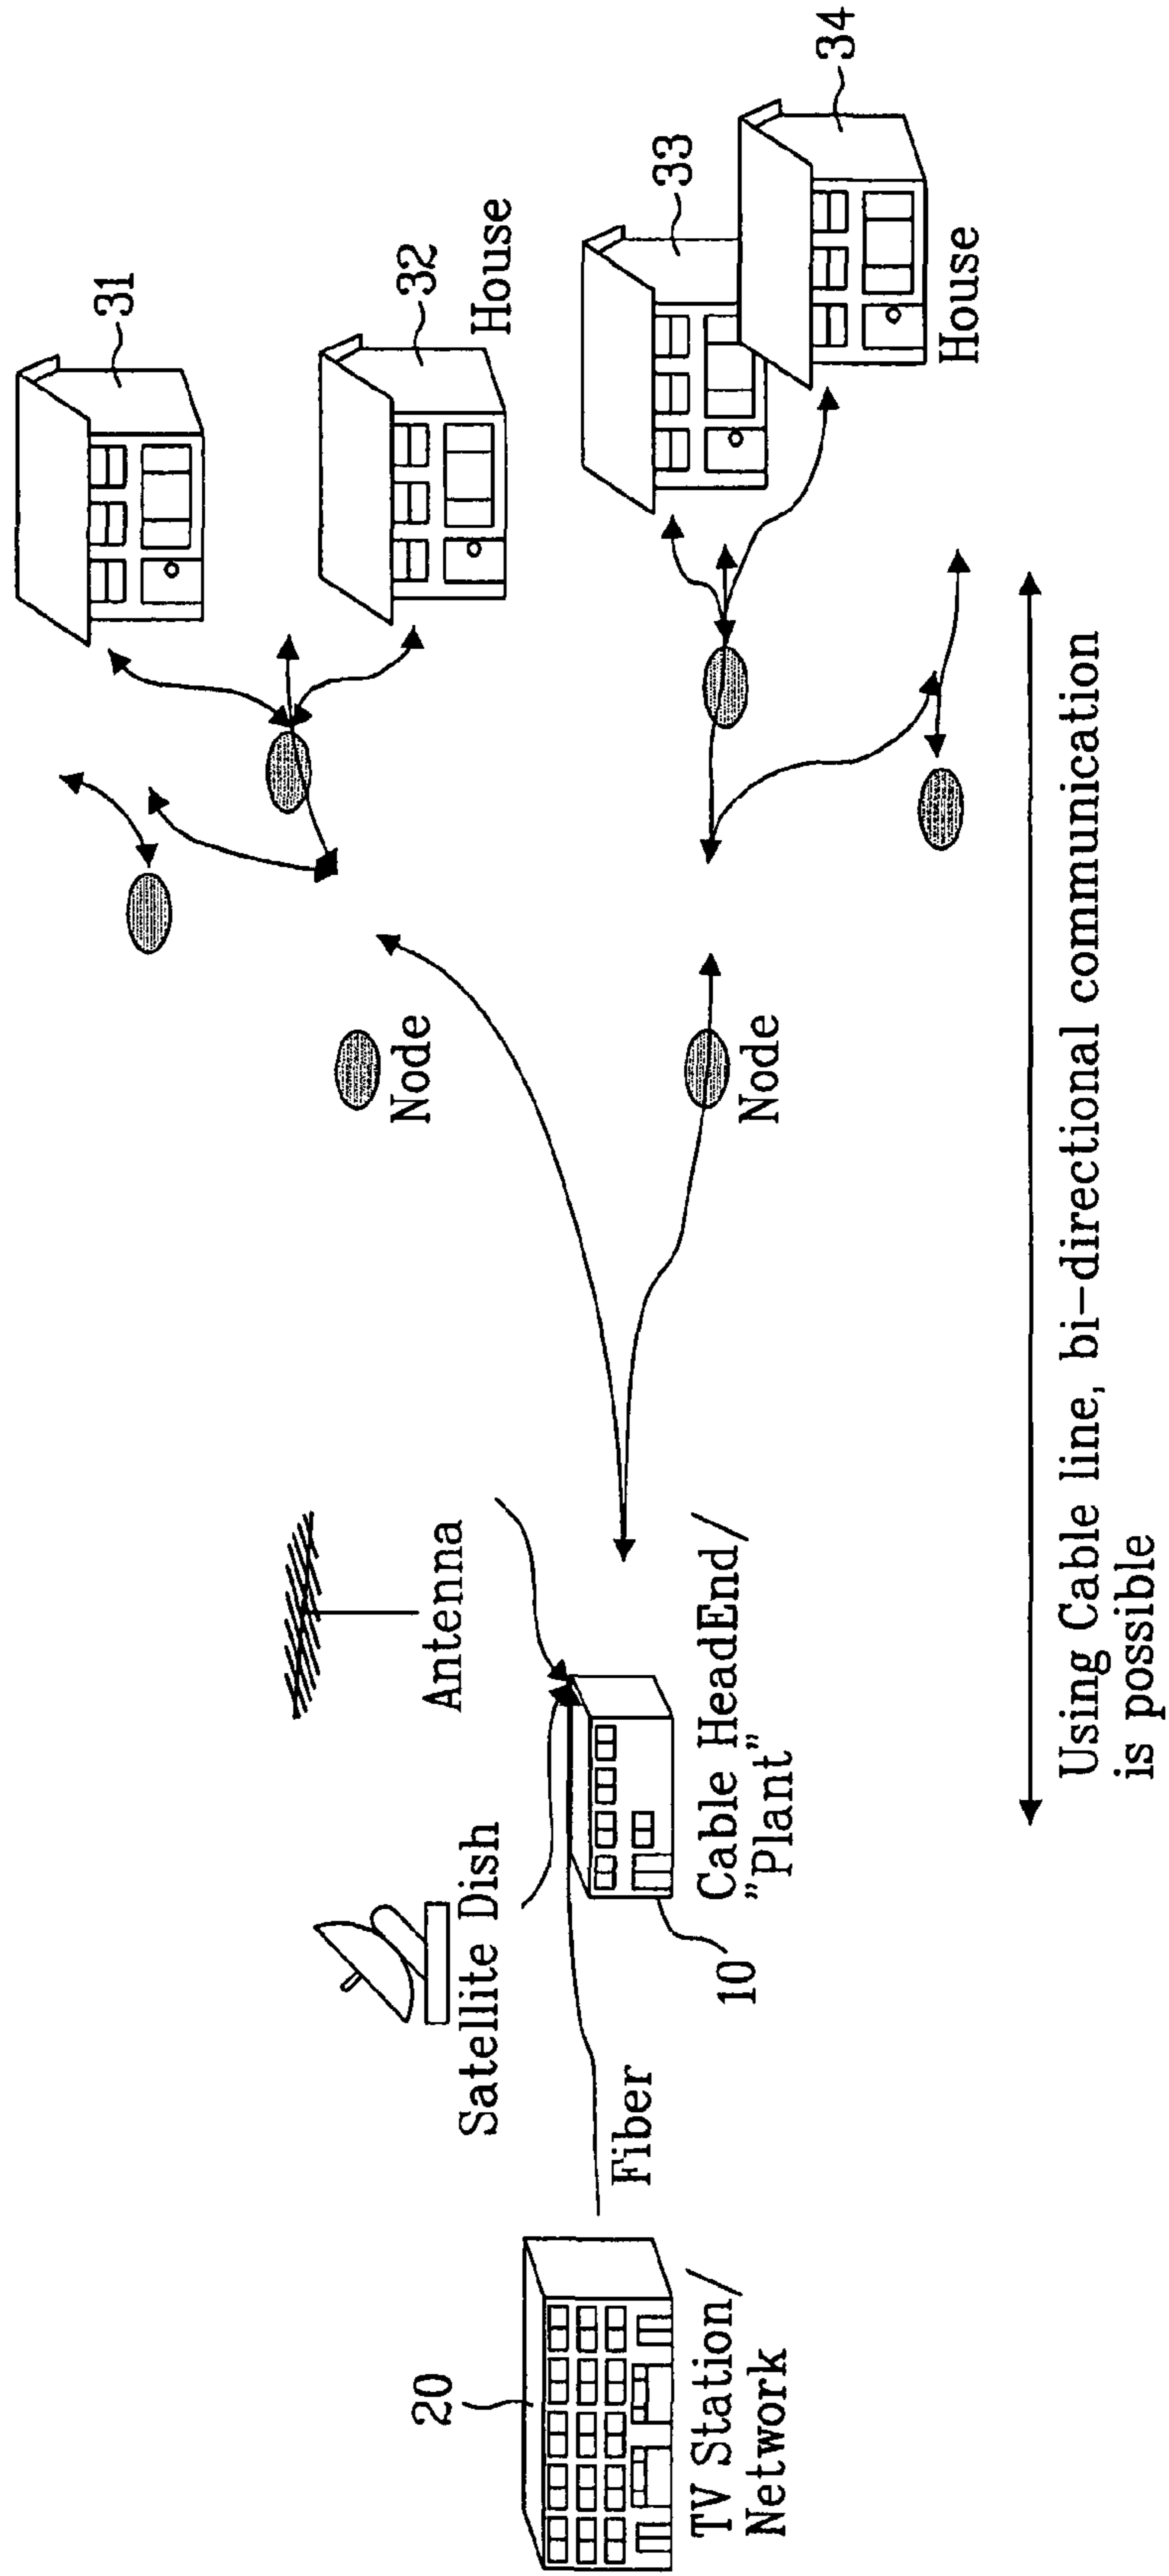 20
TV Station/
Network
Fiber
Satellite Dish
Antenna
10
Cable HeadEnd/
"Plant"
Node
Node
31
32
House
33
34
House
Using Cable line, bi-directional communication
is possible